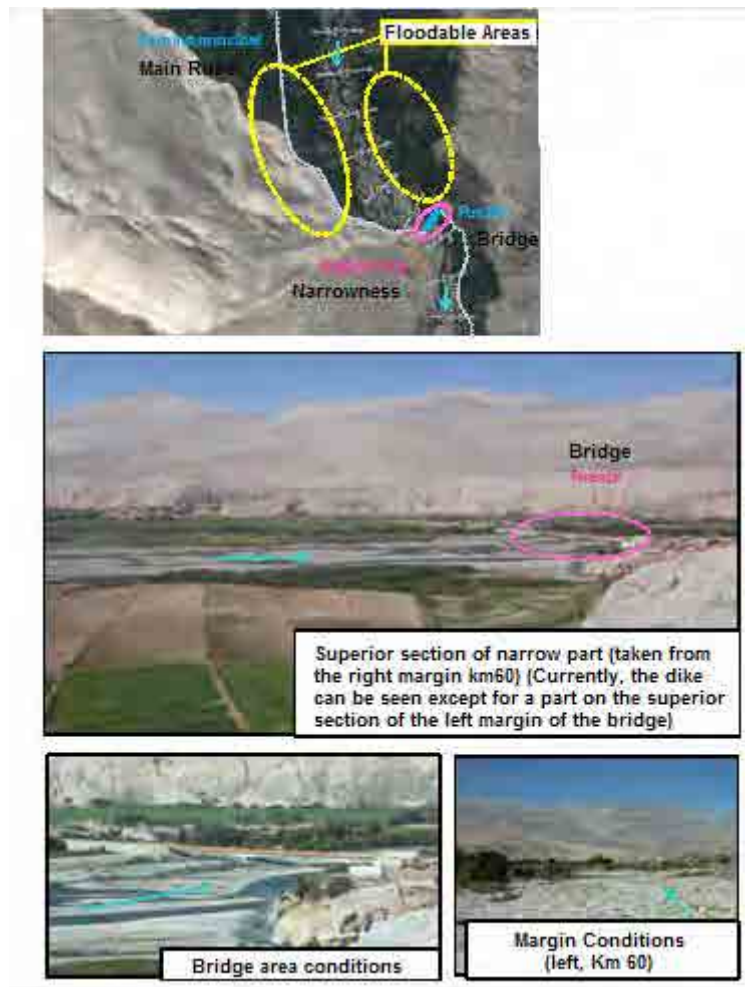 Floodable Areas
Main
Bridge
Narrowness
Bridge
Superior section of narrow part (taken from
the right margin km60) (Currently, the dike
can be seen except for a part on the superior
section of the left margin of the bridge)
Bridge area conditions
Margin Conditions
(left, Km 60)